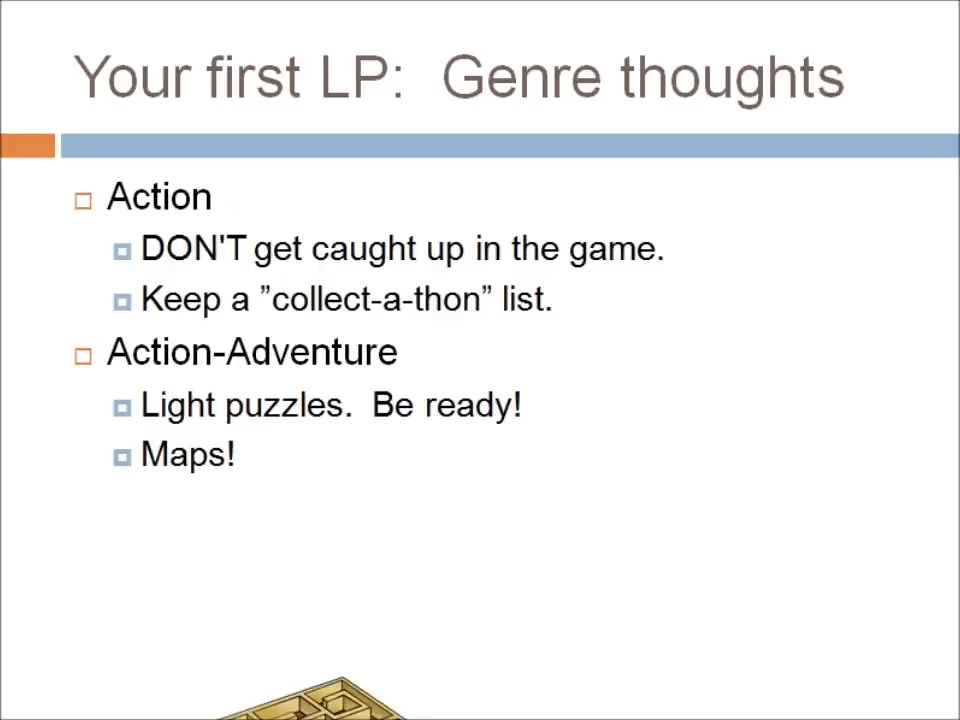 Your first LP:  Genre thoughts
Action
DON'T get caught up in the game.
Keep a ”collect-a-thon” list.
Action-Adventure
Light puzzles.  Be ready!
Maps!